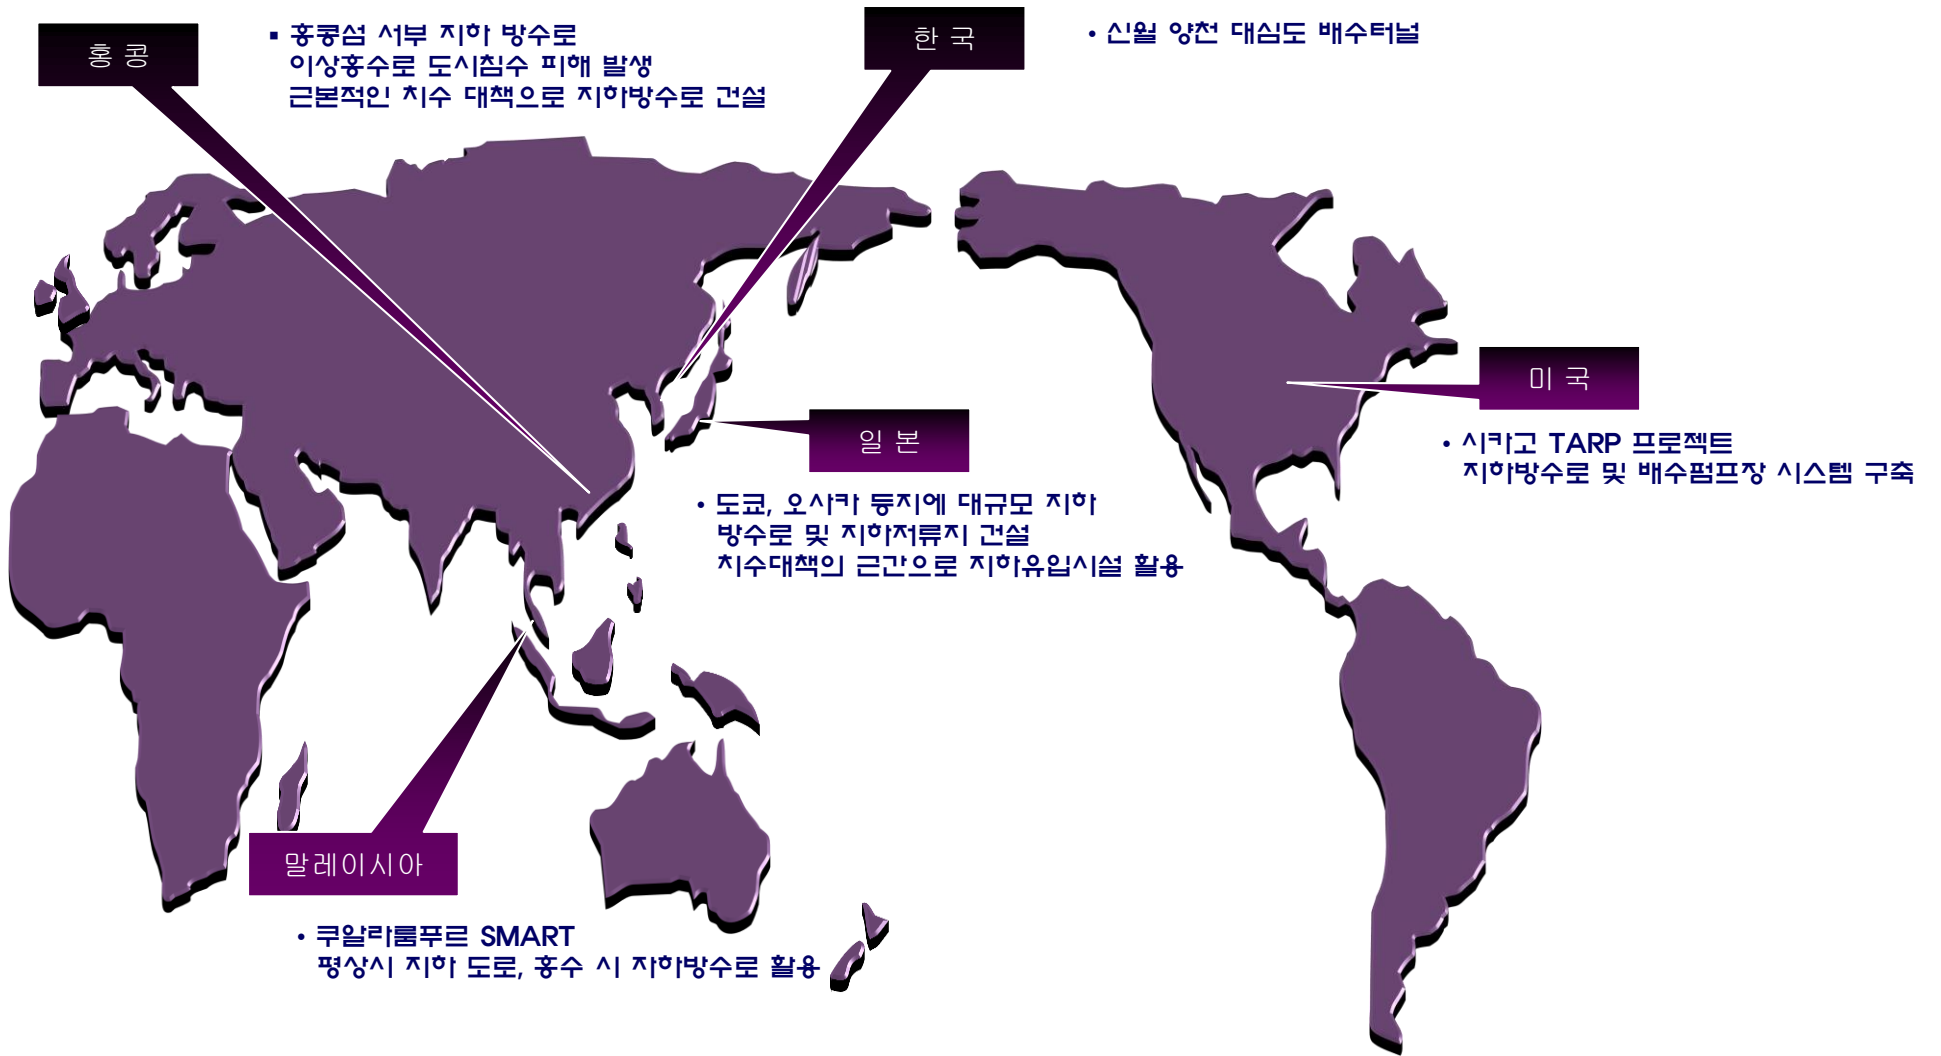 홍 콩
▪ 홍콩섬 서부 지하 방수로
이상홍수로 도시침수 피해 발생
근본적인 치수 대책으로 지하방수로 건설
한 국
• 신월 양천 대심도 배수터널
미 국
• 시카고 TARP 프로젝트
지하방수로 및 배수펌프장 시스템 구축
일 본
• 도쿄, 오사카 등지에 대규모 지하
방수로 및 지하저류지 건설
치수대책의 근간으로 지하유입시설 활용
말레이시아
• 쿠알라룸푸르 SMART
평상시 지하 도로, 홍수 시 자하방수로 활용